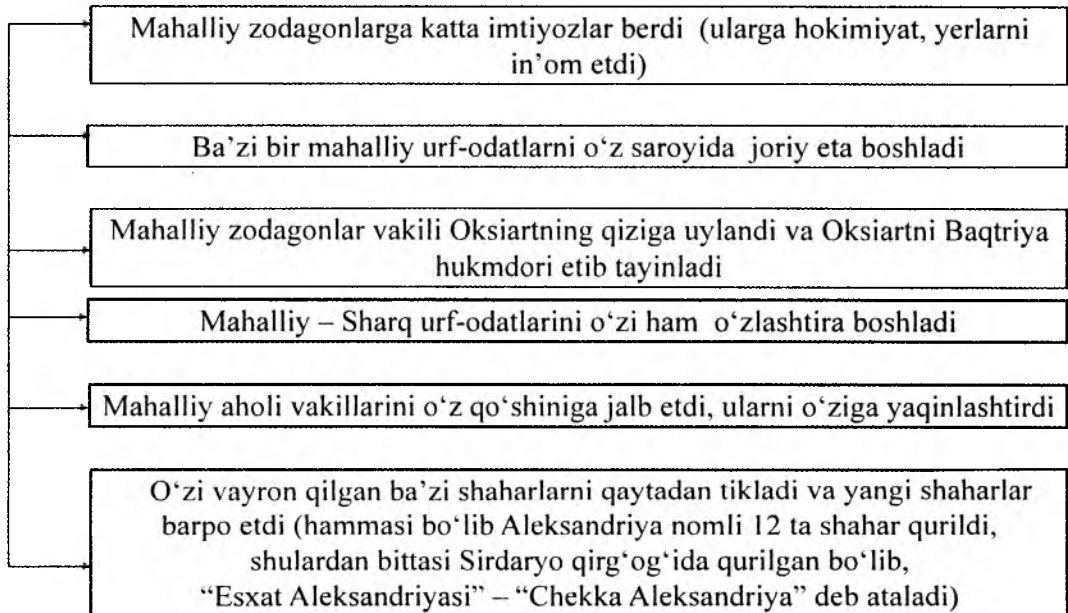 Mahalliy zodagonlarga katta imtiyozlar berdi (ularga hokimiyat, yerlarni
in’om etdi)
Ba’zi bir mahalliy urf-odatlarni o‘z saroyida joriy eta boshladi
Mahalliy zodagonlar vakili Oksiartning qiziga uylandi va Oksiartni Baqtriya
hukmdori etib tayinladi
Mahalliy – Sharq urf-odatlarini o‘zi ham o‘zlashtira boshladi
Mahalliy aholi vakillarini o‘z qo‘shiniga jalb etdi, ularni o‘ziga yaqinlashtirdi
O‘zi vayron qilgan ba’zi shaharlarni qaytadan tikladi va yangi shaharlar
barpo etdi (hammasi bo‘lib Aleksandriya nomli 12 ta shahar qurildi,
shulardan bittasi Sirdaryo qirg‘og‘ida qurilgan bo‘lib,
“Esxat Aleksandriyasi” – “Chekka Aleksandriya” deb ataladi)